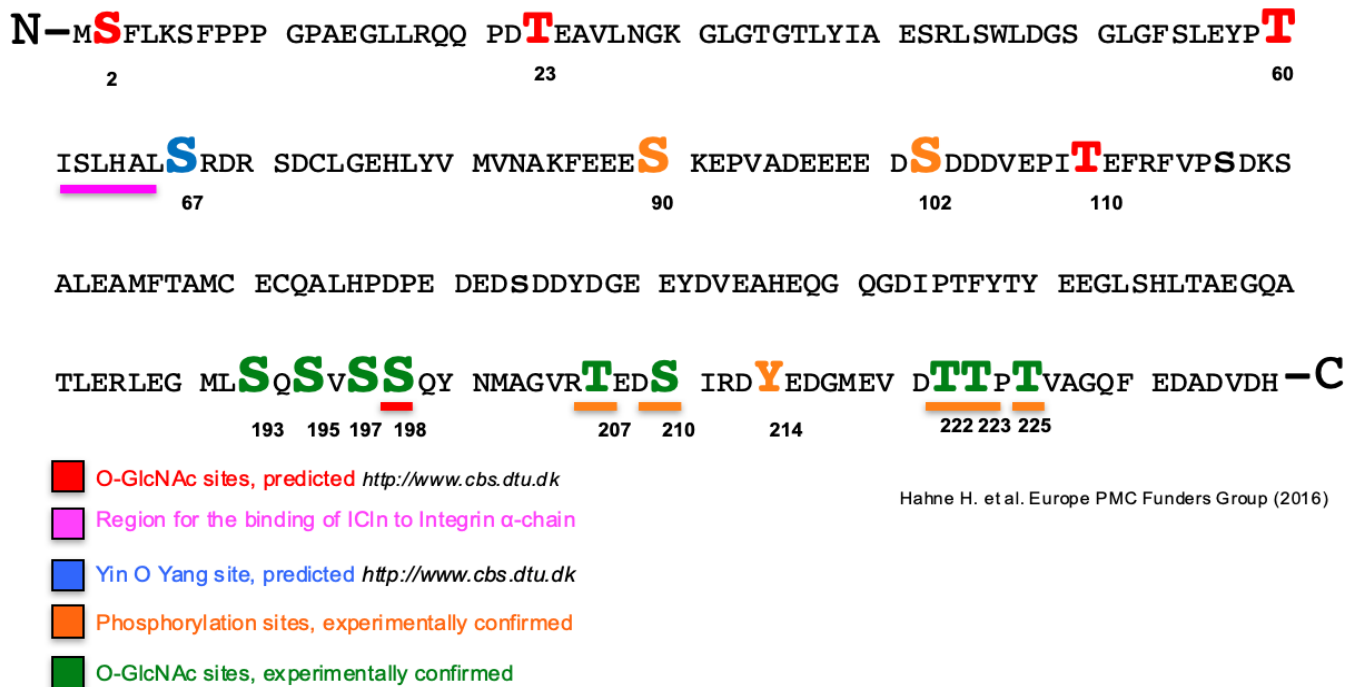 N–MSFLKSFPPP GPAEGLLRQQ PDTEAVLNGK GLGTGTLYIA ESRLSWLDGS GLGFSLEYPT
2 23 60
ISLHALSRDR SDCLGEHLYV MVNAKFEEES KEPVADEEEE DSDDDVEPITEFRFVPSDKS
67 90 102 110
ALEAMFTAMC ECQALHPDPE DEDSDDYDGE EYDVEAHEQG QGDIPTFYTY EEGLSHLTAEGQA
TLERLEG MLSQSVSSQY NMAGVRTEDS IRDYEDGMEV DTTPTVAGQF EDADVDH–C
193 195 197 198 207 210 214 222 223 225
O-GlcNAc sites, predicted http://www.cbs.dtu.dk
Hahne H. et al. Europe PMC Funders Group (2016)
Region for the binding of ICln to Integrin α-chain
Yin O Yang site, predicted http://www.cbs.dtu.dk
Phosphorylation sites, experimentally confirmed
O-GlcNAc sites, experimentally confirmed